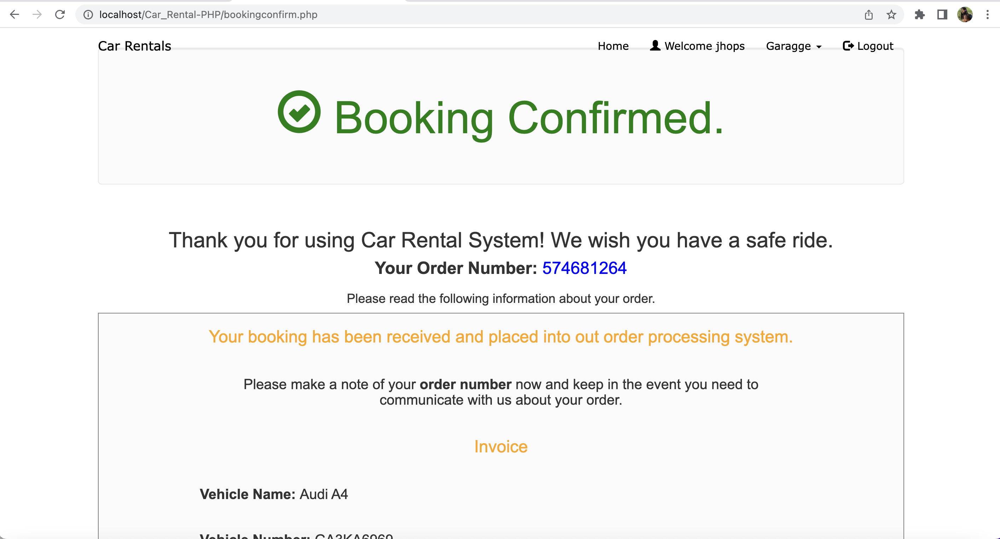 localhost/Car_Rental-PHP/bookingconfirm.php
Car Rentals Home Welcome jhops Garagge Logout
Booking Confirmed.
Thank you for using Car Rental System! We wish you have a safe ride.
Your Order Number: 574681264
Please read the following information about your order.
Your booking has been received and placed into out order processing system.
Please make a note of your order number now and keep in the event you need to
communicate with us about your order.
Invoice
Vehicle Name: Audi A4
Vehicle Number: